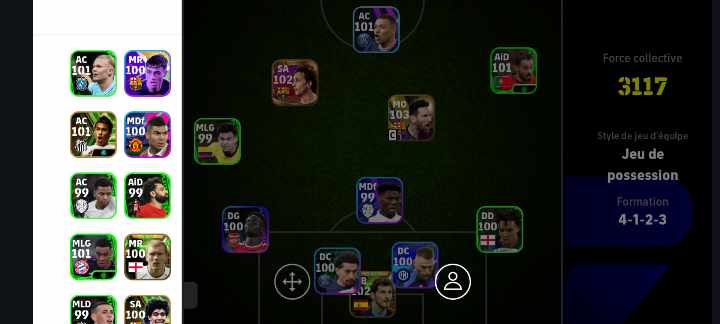 AC
101
MR
100
AC
101
MDf
100
AC
99
AiD
99
MLG
101
MR
100
MLD
99
SA
100
AC
101
SA
102
AiD
101
MO
103
C
MLG
99
MDf
99
DG
100
DD
100
DC
100
DC
100
Force collective
3117
Style de jeu d'équipe
Jeu de
possession
Formation
4-1-2-3